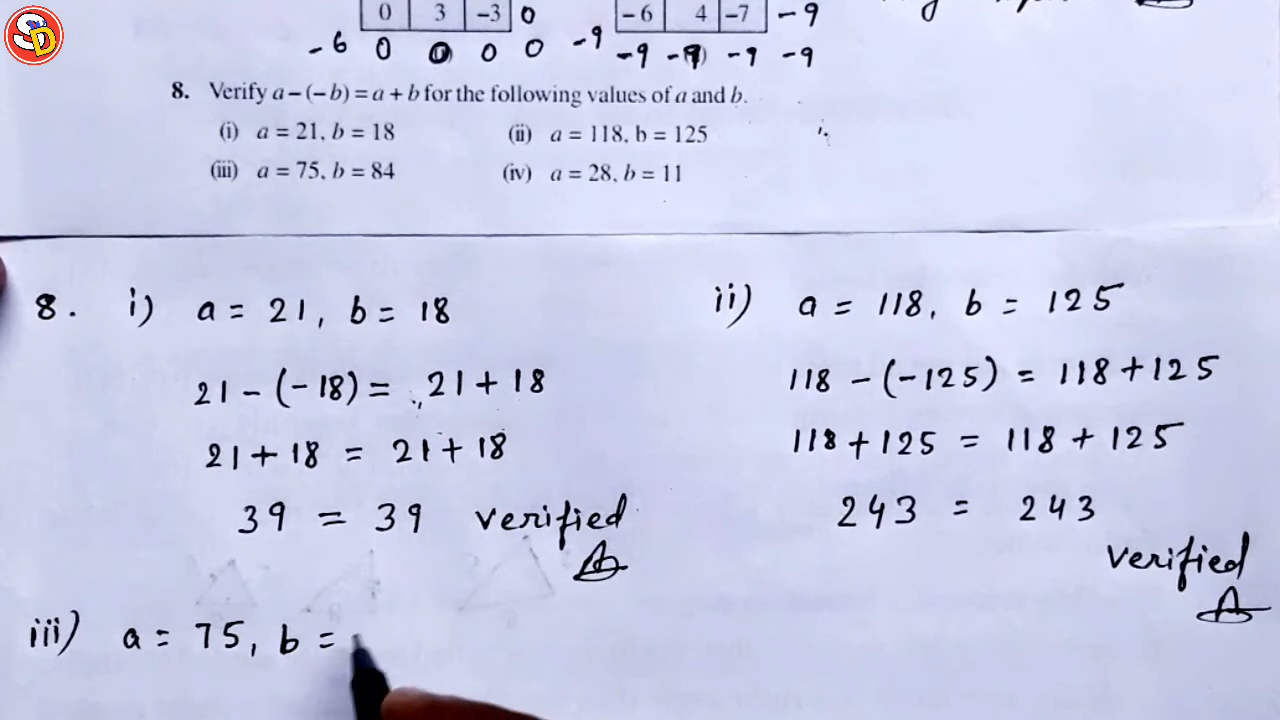 SD
0 3 -3 0
-6 4 -7 -9
-6 0 0 0 0
-9 -9 -9 -9 -9
8. Verify a – (– b) = a + b for the following values of a and b.
(i) a = 21, b = 18 (ii) a = 118, b = 125
(iii) a = 75, b = 84 (iv) a = 28, b = 11
8. i) a = 21, b = 18
21 - (-18) = 21 + 18
21 + 18 = 21 + 18
39 = 39 verified
ii) a = 118, b = 125
118 - (-125) = 118 + 125
118 + 125 = 118 + 125
243 = 243
verified
iii) a = 75, b =